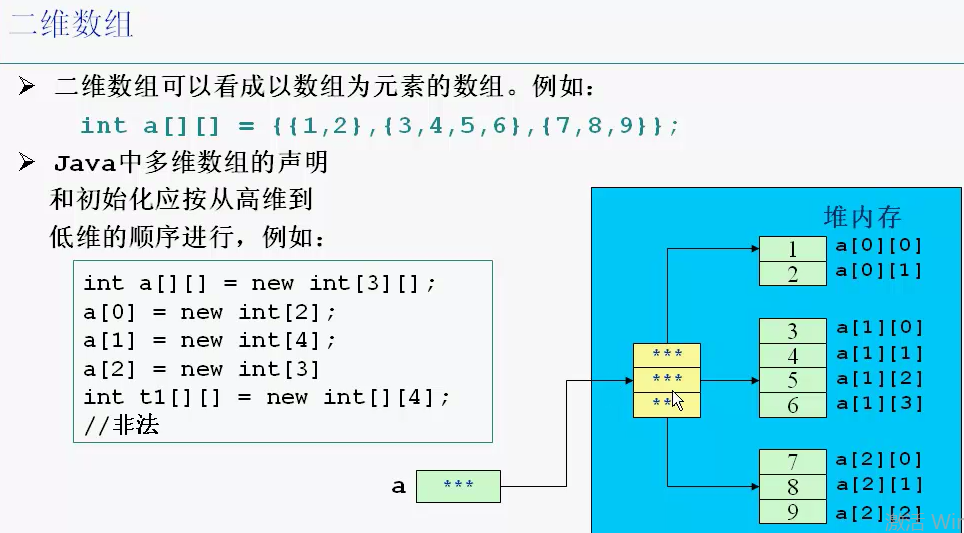 二维数组
➢ 二维数组可以看成以数组为元素的数组。例如：
int a[][] = {{1,2},{3,4,5,6},{7,8,9}};
➢ Java中多维数组的声明
和初始化应按从高维到
低维的顺序进行，例如：
int a[][] = new int[3][];
a[0] = new int[2];
a[1] = new int[4];
a[2] = new int[3]
int t1[][] = new int[][4];
//非法
堆内存
1 a[0][0]
2 a[0][1]
3 a[1][0]
*** 4 a[1][1]
*** 5 a[1][2]
** 6 a[1][3]
7 a[2][0]
a *** 8 a[2][1]
9 a[2][2]
激活 Win